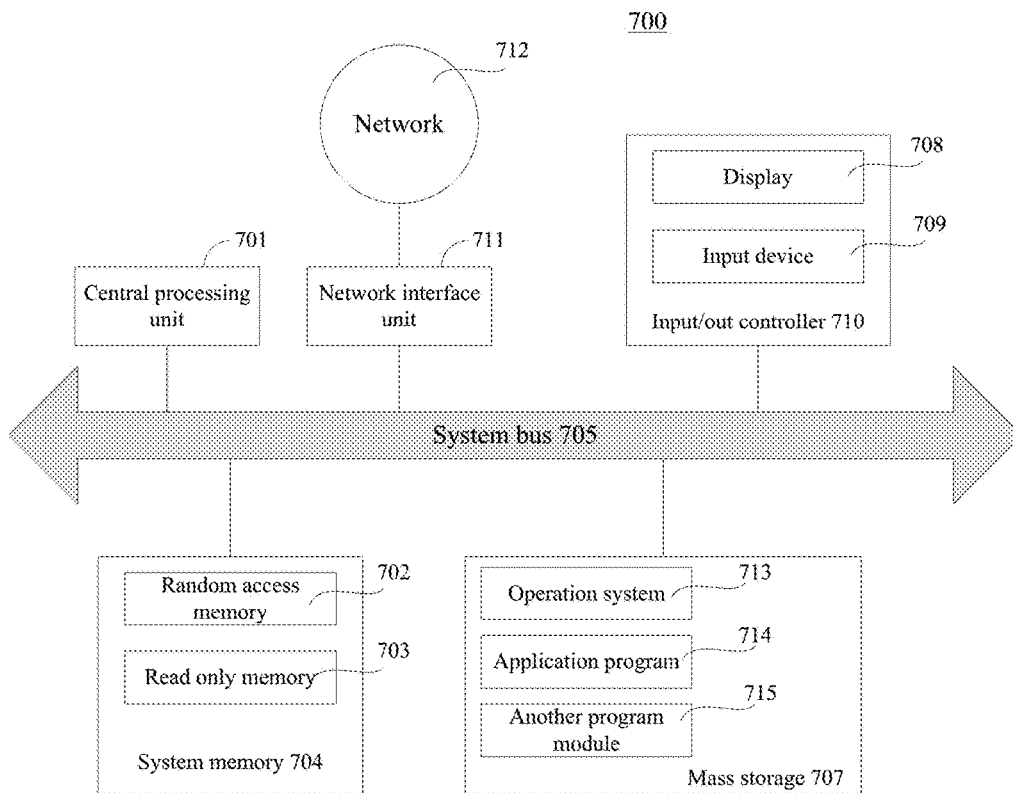 700
712
Network
708
Display
709
Input device
Input/out controller 710
701
Central processing
unit
711
Network interface
unit
System bus 705
702
Random access
memory
703
Read only memory
System memory 704
713
Operation system
714
Application program
715
Another program
module
Mass storage 707